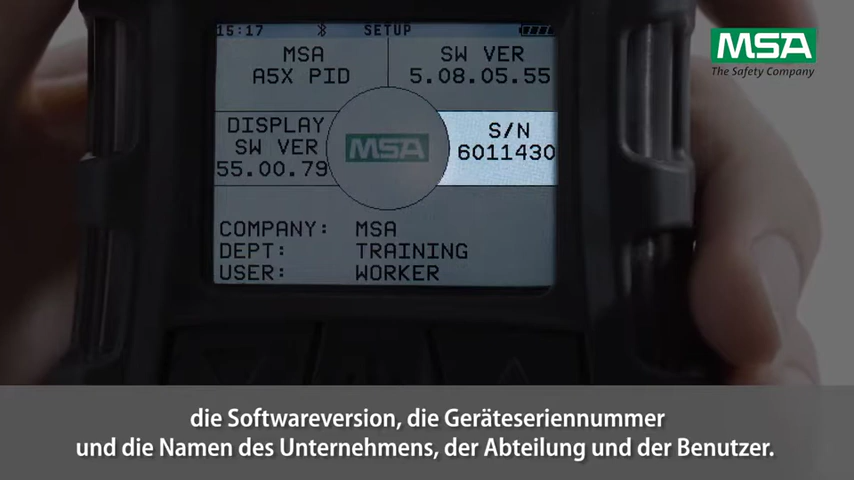 15:17 SETUP
MSA
A5X PID
SW VER
5.08.05.55
DISPLAY
SW VER
55.00.79
MSA
S/N
6011430
COMPANY: MSA
DEPT: TRAINING
USER: WORKER
MSA
The Safety Company
die Softwareversion, die Geräteseriennummer
und die Namen des Unternehmens, der Abteilung und der Benutzer.